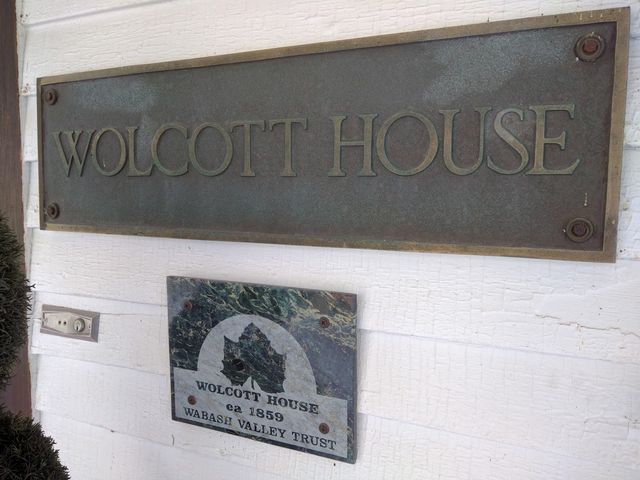 WOLCOTT HOUSE
WOLCOTT HOUSE
ca 1859
WABASH VALLEY TRUST